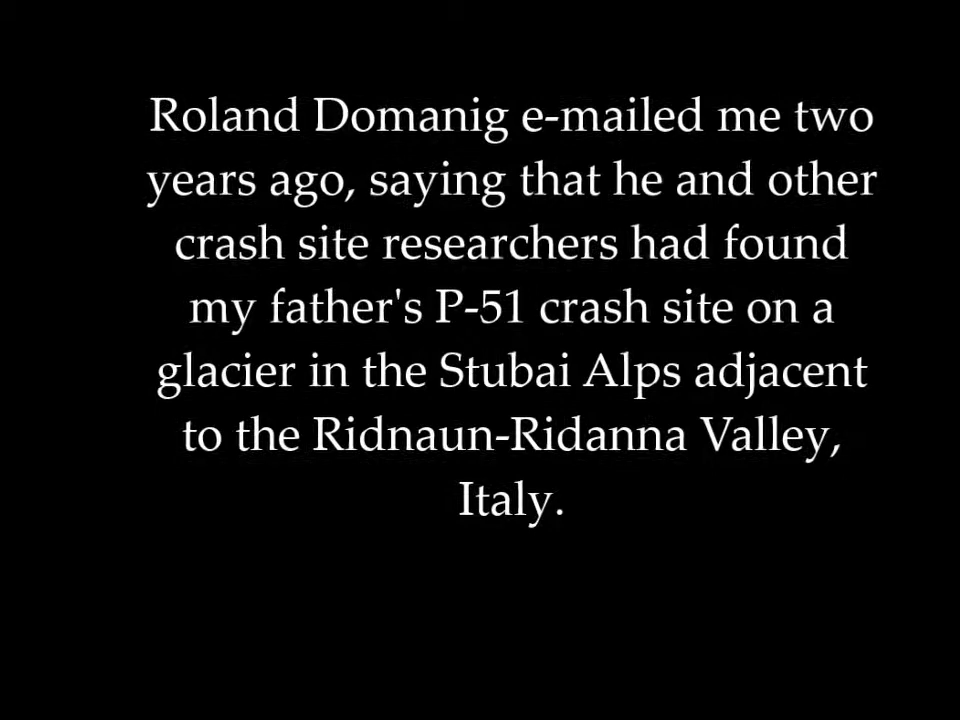 Roland Domanig e-mailed me two
years ago, saying that he and other
crash site researchers had found
my father's P-51 crash site on a
glacier in the Stubai Alps adjacent
to the Ridnaun-Ridanna Valley,
Italy.